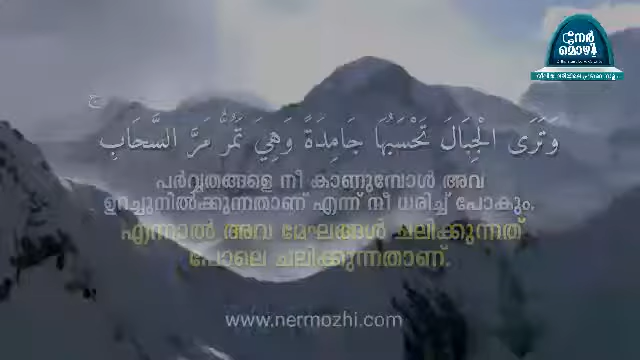 നേർ
മൊഴി
وَتَرَى الْجِبَالَ تَحْسَبُهَا جَامِدَةً وَهِيَ تَمُرُّ مَرَّ السَّحَابِ
പർവ്വതങ്ങളെ നീ കാണുമ്പോൾ അവ
ഉറച്ചുനിൽക്കുന്നതാണ് എന്ന് നീ ധരിച്ച് പോകും.
എന്നാൽ അവ മേഘങ്ങൾ ചലിക്കുന്നത്
പോലെ ചലിക്കുന്നതാണ്.
www.nermozhi.com